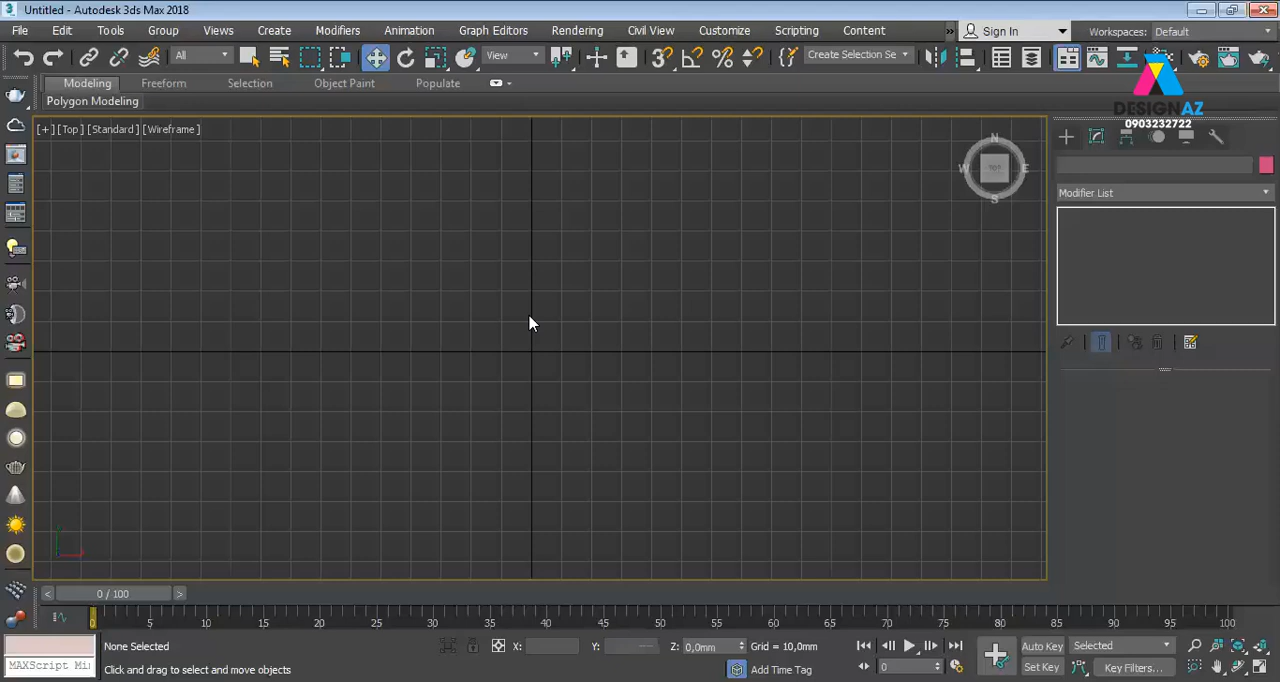 Untitled - Autodesk 3ds Max 2018
File Edit Tools Group Views Create Modifiers Animation Graph Editors Rendering Civil View Customize Scripting Content » Sign In Workspaces: Default
All View Create Selection Se
Modeling Freeform Selection Object Paint Populate
Polygon Modeling
DESIGNAZ
0903232722
[+] [Top] [Standard] [Wireframe]
N
W TOP E
S
Modifier List
< 0 / 100 >
0 5 10 15 20 25 30 35 40 45 50 55 60 65 70 75 80 85 90 95 100
None Selected X: Y: Z: 0,0mm Grid = 10,0mm Auto Key Selected
MAXScript Mi Click and drag to select and move objects Add Time Tag 0 Set Key Key Filters...